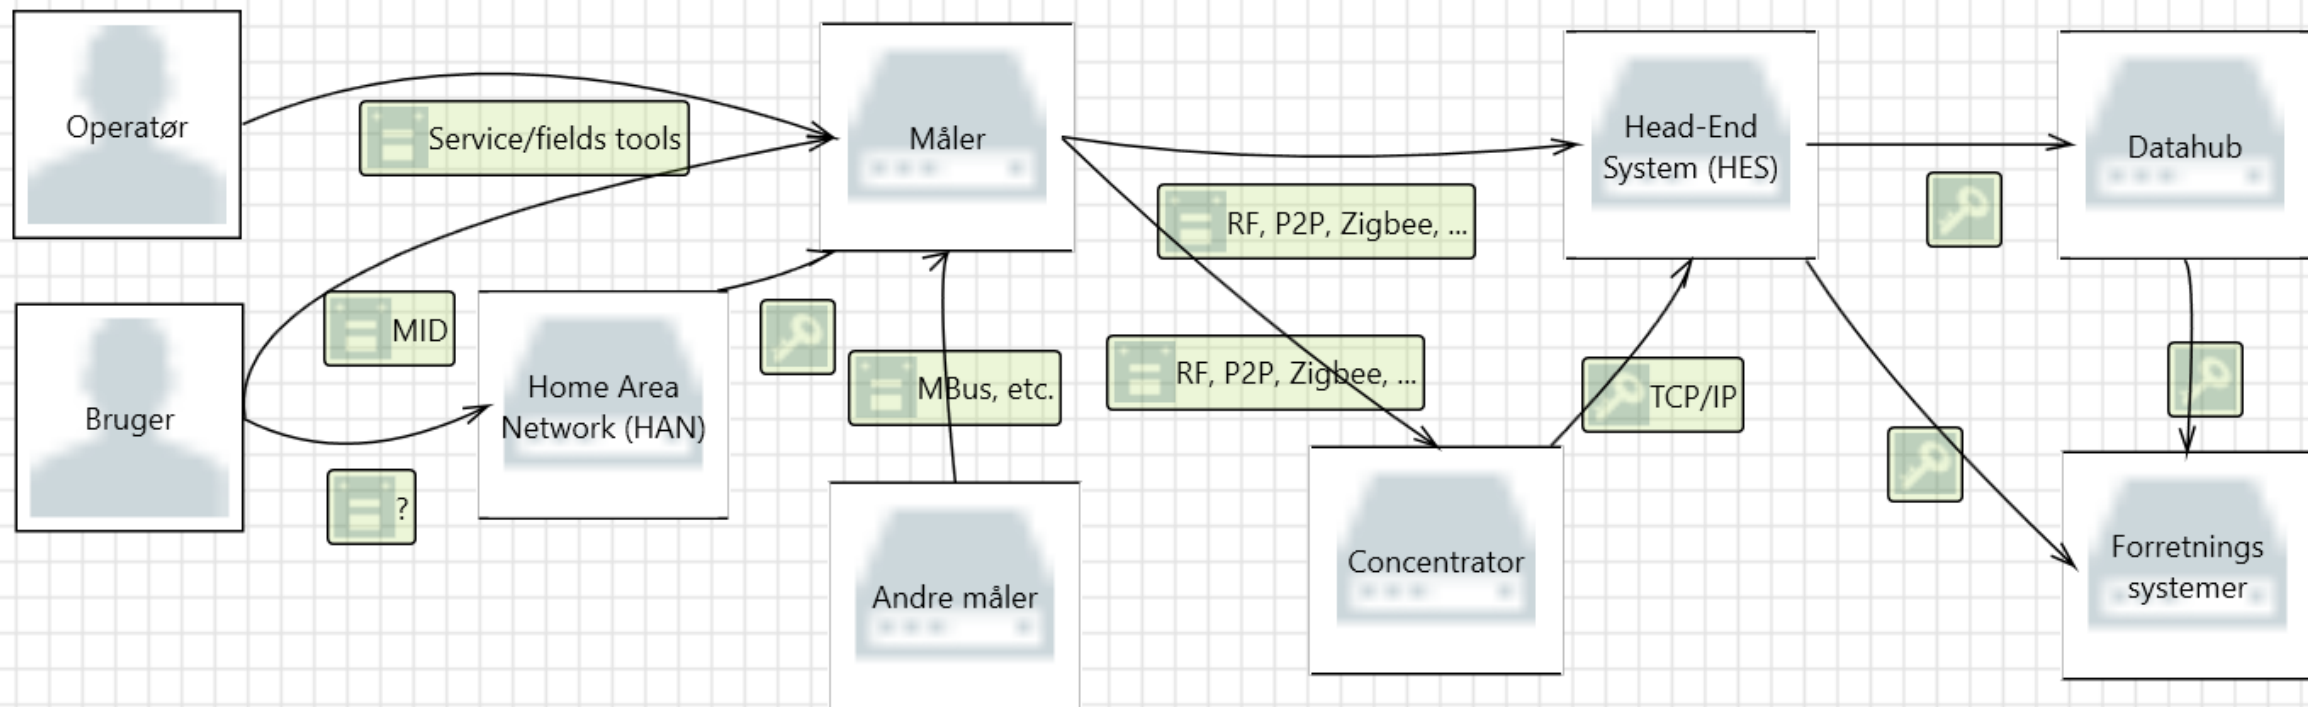 Operatør
Service/fields tools
Måler
RF, P2P, Zigbee, ...
Head-End
System (HES)
Datahub
Bruger
MID
?
Home Area
Network (HAN)
MBus, etc.
Andre måler
RF, P2P, Zigbee, ...
Concentrator
TCP/IP
Forretnings
systemer